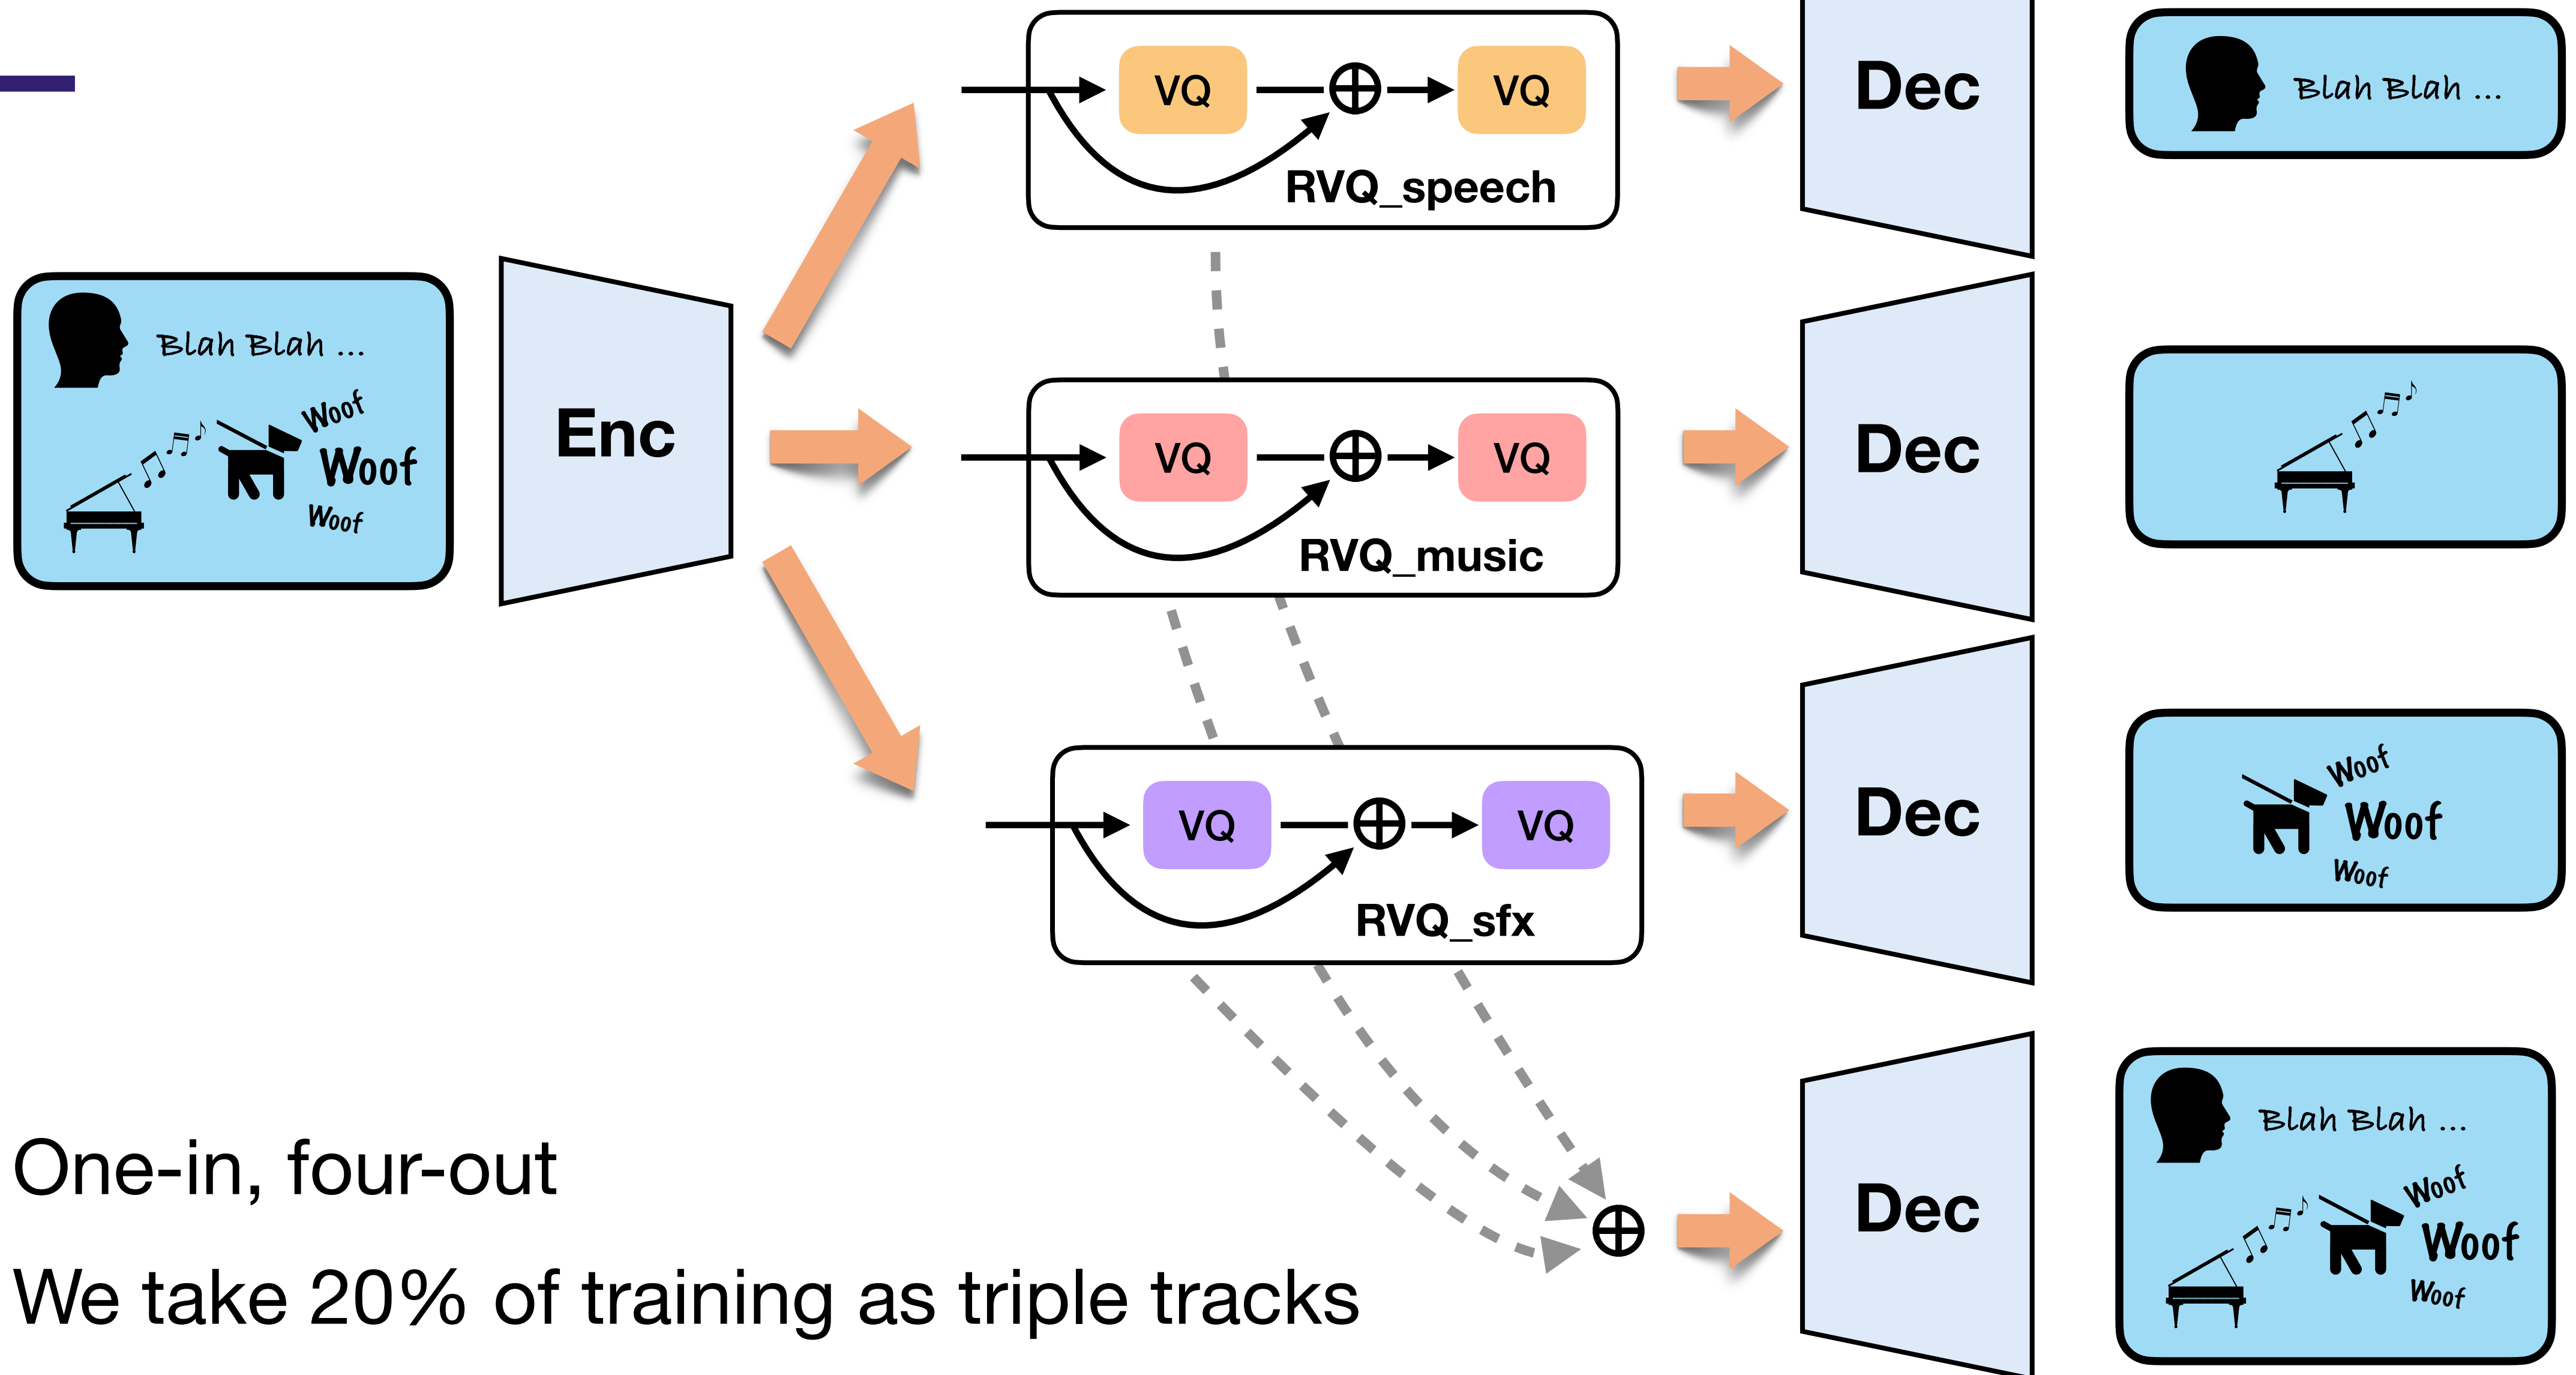 VQ
VQ
RVQ_speech
Dec
Blah Blah ...
Blah Blah ...
Woof
Woof
Woof
Enc
VQ
VQ
RVQ_music
Dec
VQ
VQ
RVQ_sfx
Dec
Woof
Woof
Woof
Dec
Blah Blah ...
Woof
Woof
Woof
One-in, four-out
We take 20% of training as triple tracks